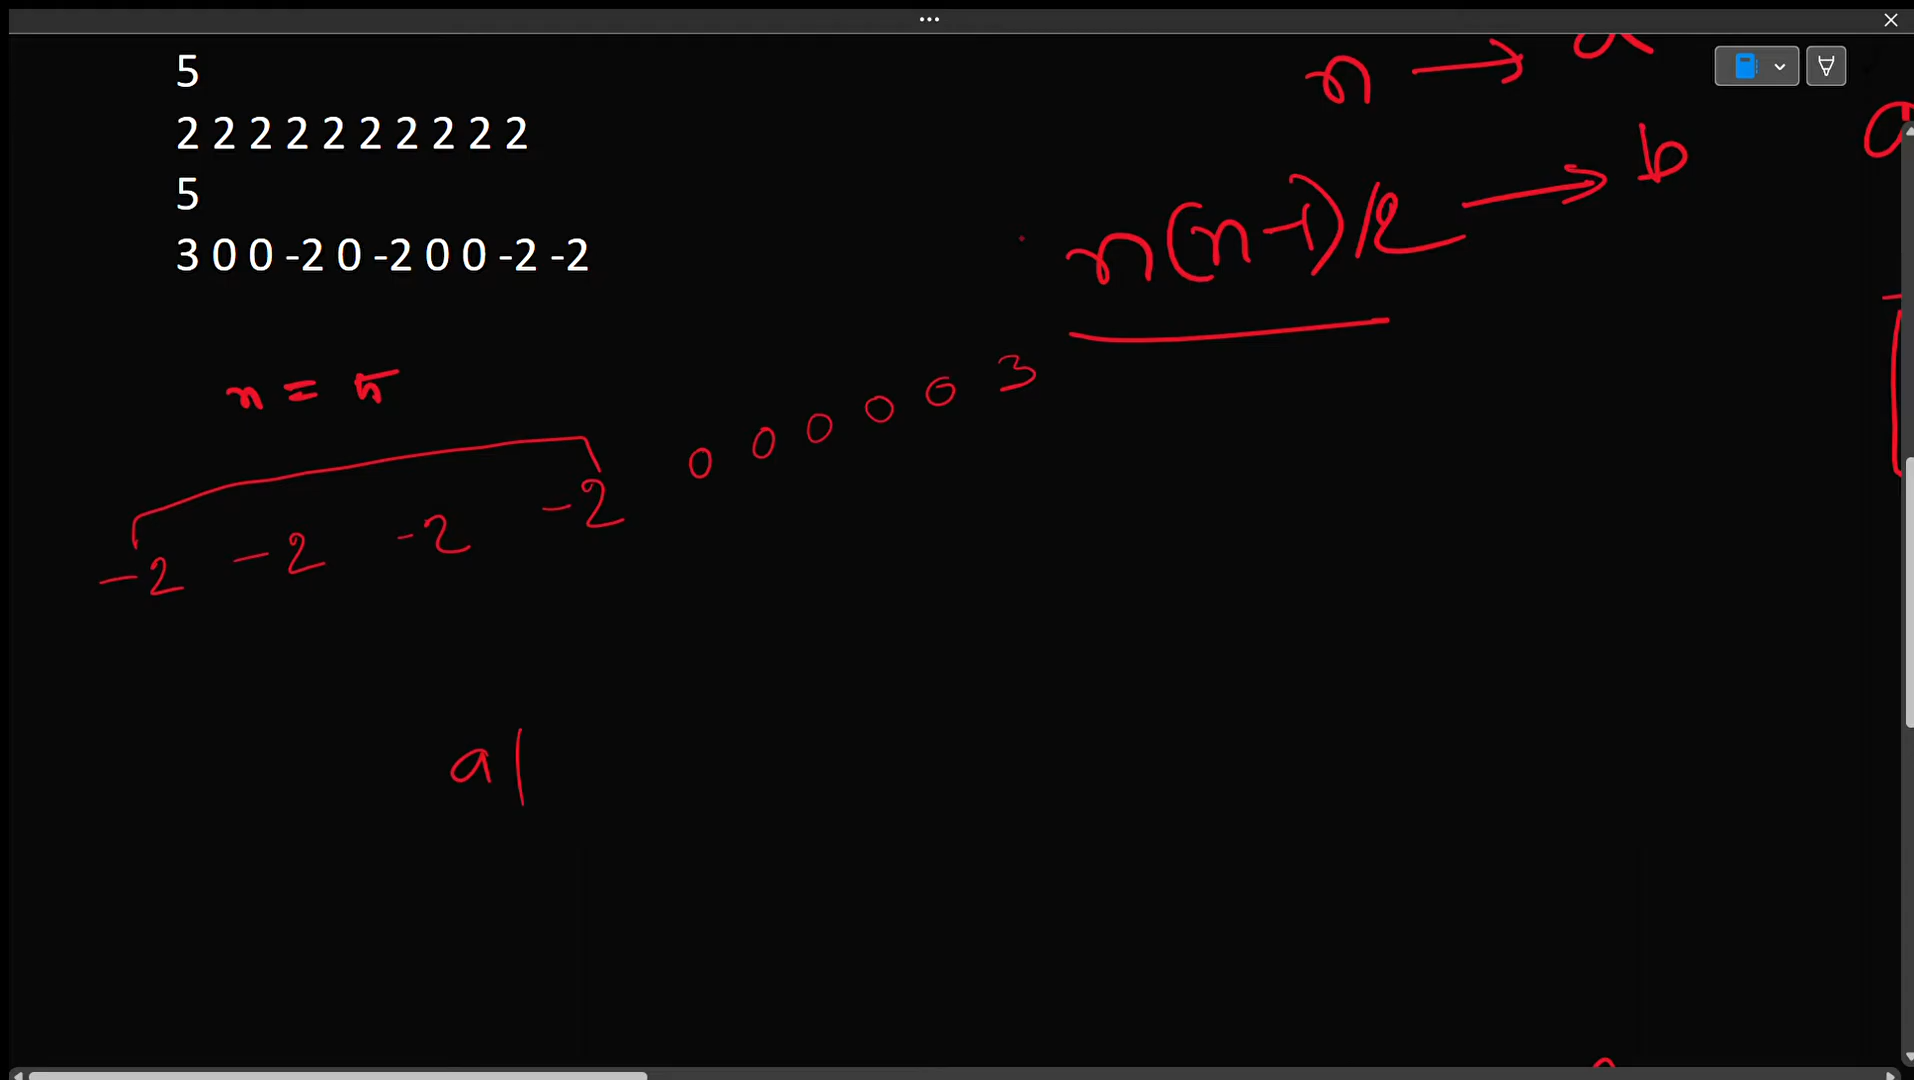 5
2 2 2 2 2 2 2 2 2 2
5
3 0 0 -2 0 -2 0 0 -2 -2
n →
n(n-1)/2 → b
a
n = 5
-2 -2 -2 -2 0 0 0 0 0 3
a